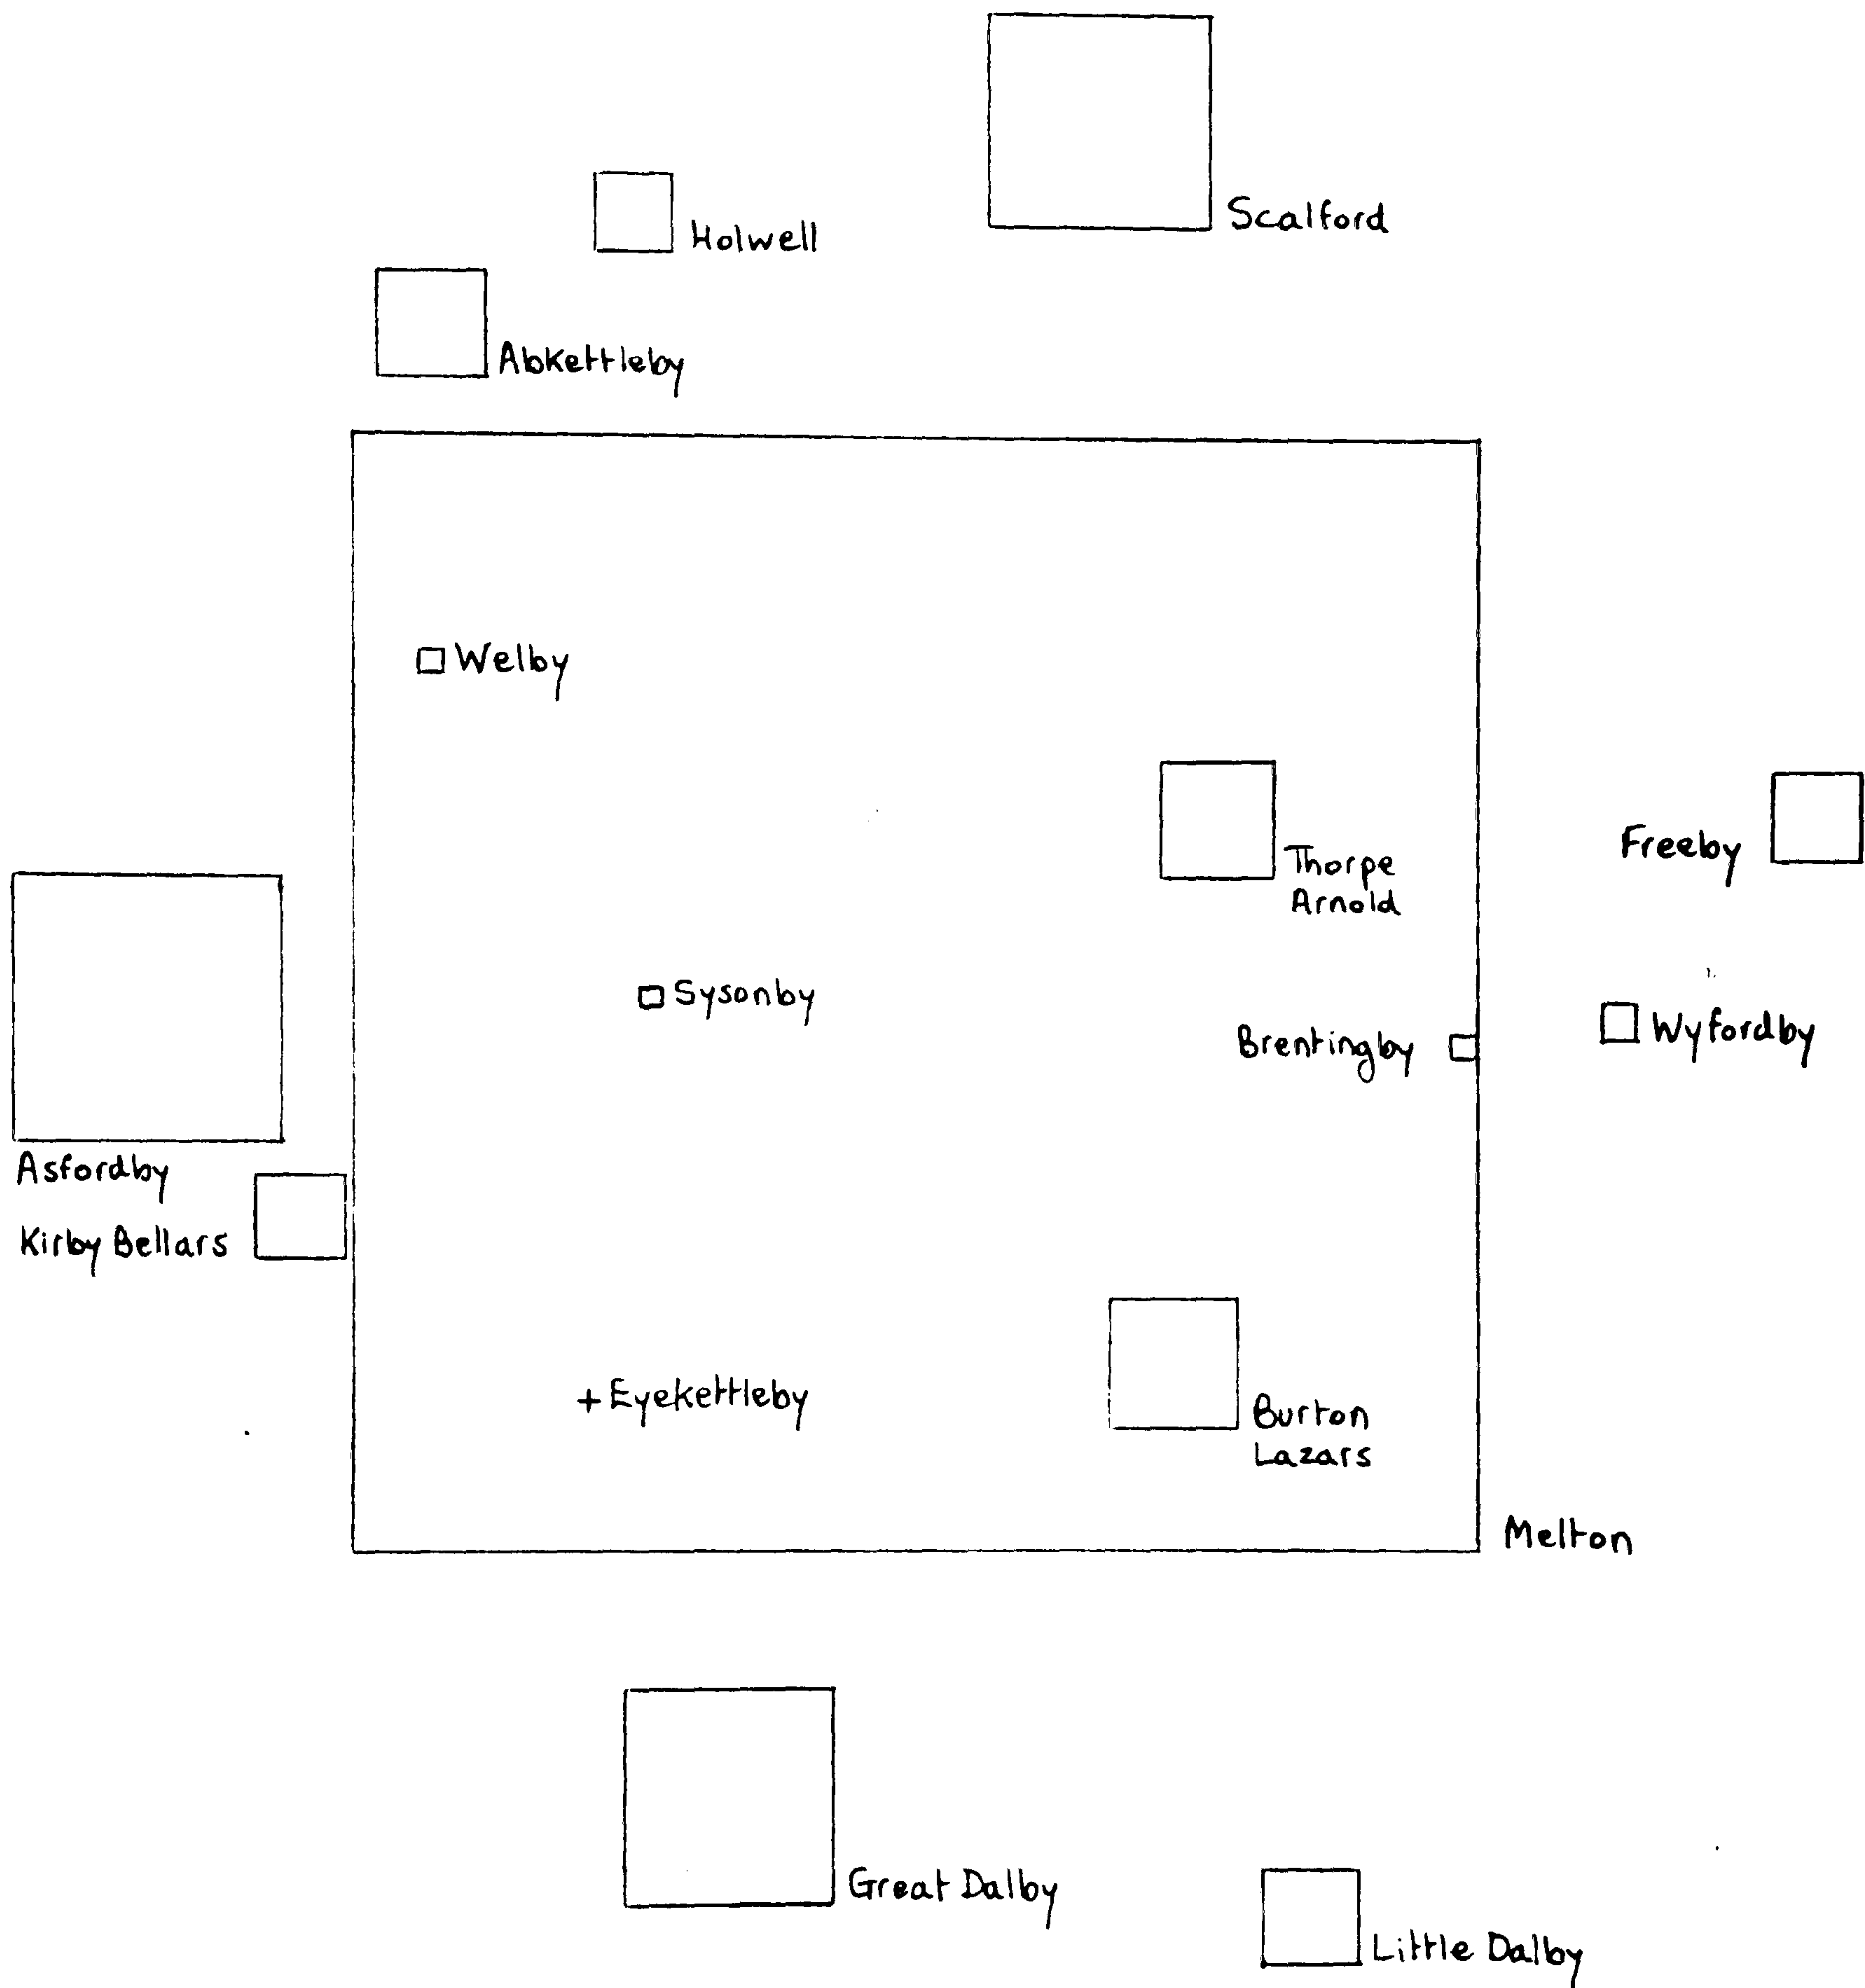 Scalford
Holwell
Abkettleby
Welby
Thorpe
Arnold
Freeby
Sysonby
Wyfordby
Brentingby
Asfordby
Kirby Bellars
+ Eyekettleby
Burton
Lazars
Melton
Great Dalby
Little Dalby